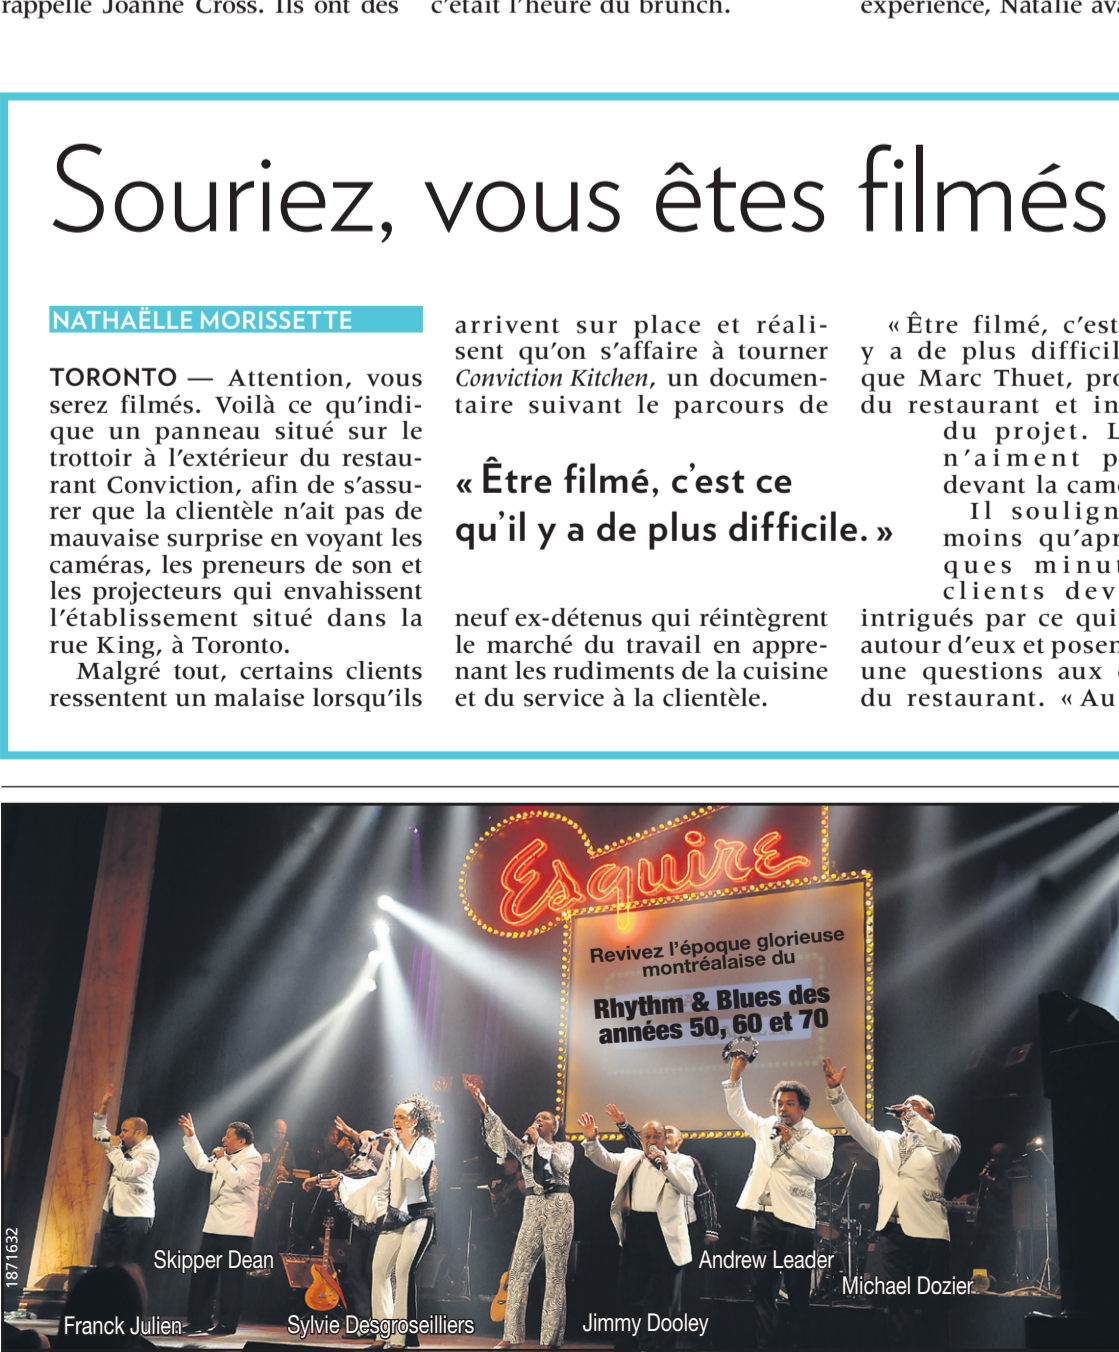 rappelle Joanne Cross. Ils ont des
c'était l'heure du brunch.
expérience, Natalie
Souriez, vous êtes filmés
NATHAËLLE MORISSETTE
TORONTO — Attention, vous
serez filmés. Voilà ce qu'indi-
que un panneau situé sur le
trottoir à l'extérieur du restau-
rant Conviction, afin de s'assu-
rer que la clientèle n'ait pas de
mauvaise surprise en voyant les
caméras, les preneurs de son et
les projecteurs qui envahissent
l'établissement situé dans la
rue King, à Toronto.
Malgré tout, certains clients
ressentent un malaise lorsqu'ils
arrivent sur place et réali-
sent qu'on s'affaire à tourner
Conviction Kitchen, un documen-
taire suivant le parcours de
« Être filmé, c'est ce
qu'il y a de plus difficile. »
neuf ex-détenus qui réintègrent
le marché du travail en appre-
nant les rudiments de la cuisine
et du service à la clientèle.
« Être filmé, c'est
y a de plus difficil
que Marc Thuet, pro
du restaurant et in
du projet. L
n'aiment p
devant la cam
Il soulign
moins qu'apr
ques minut
clients dev
intrigués par ce qui
autour d'eux et posen
une questions aux
du restaurant. « Au
Esquire
Revivez l'époque glorieuse
montréalaise du
Rhythm & Blues des
années 50, 60 et 70
1871632
Skipper Dean
Andrew Leader
Michael Dozier
Franck Julien
Sylvie Desgroseilliers
Jimmy Dooley